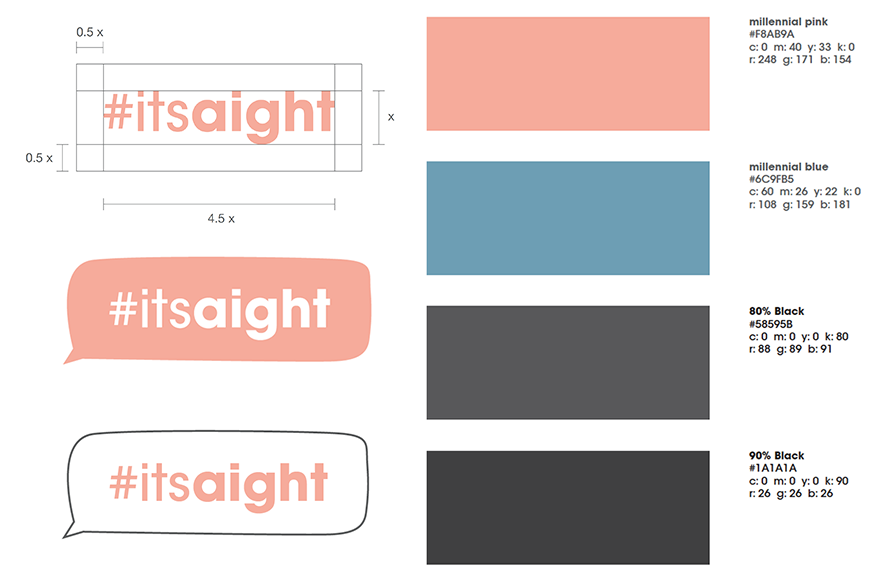 0.5 x
#itsaight
x
0.5 x
4.5 x
#itsaight
#itsaight
millennial pink
#F8AB9A
c: 0 m: 40 y: 33 k: 0
r: 248 g: 171 b: 154
millennial blue
#6C9FB5
c: 60 m: 26 y: 22 k: 0
r: 108 g: 159 b: 181
80% Black
#58595B
c: 0 m: 0 y: 0 k: 80
r: 88 g: 89 b: 91
90% Black
#1A1A1A
c: 0 m: 0 y: 0 k: 90
r: 26 g: 26 b: 26